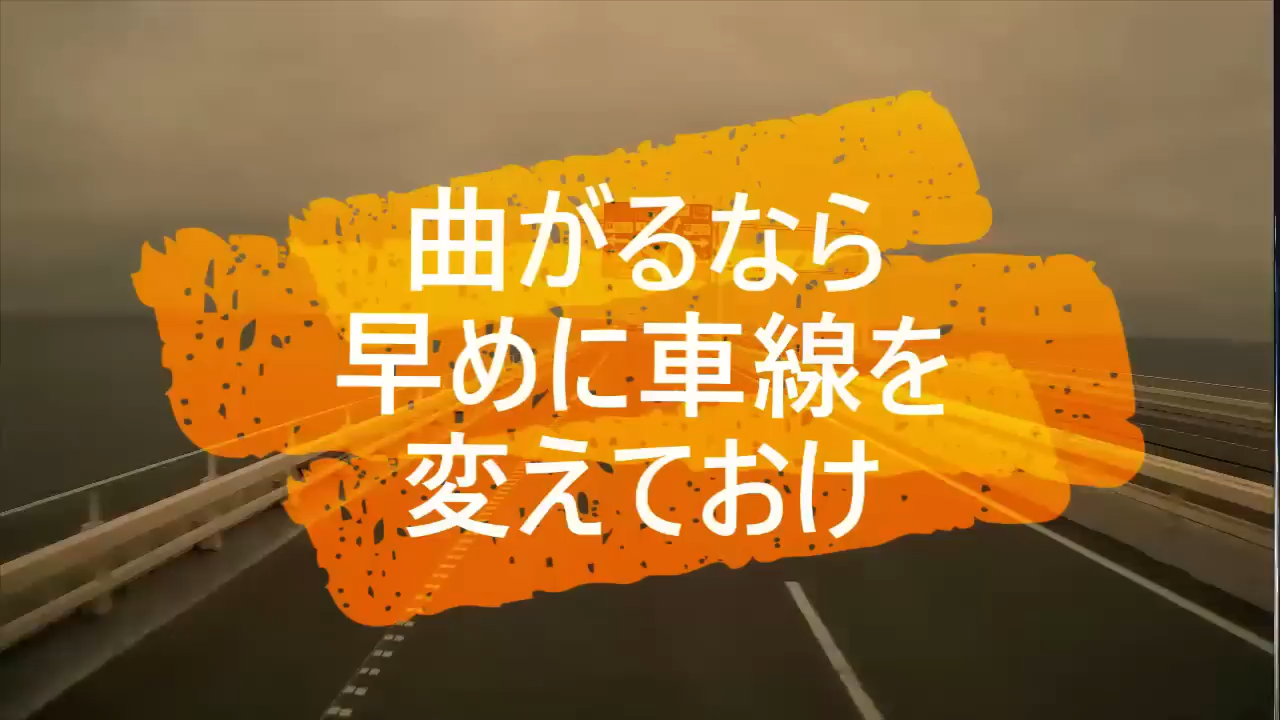 曲がるなら
早めに車線を
変えておけ